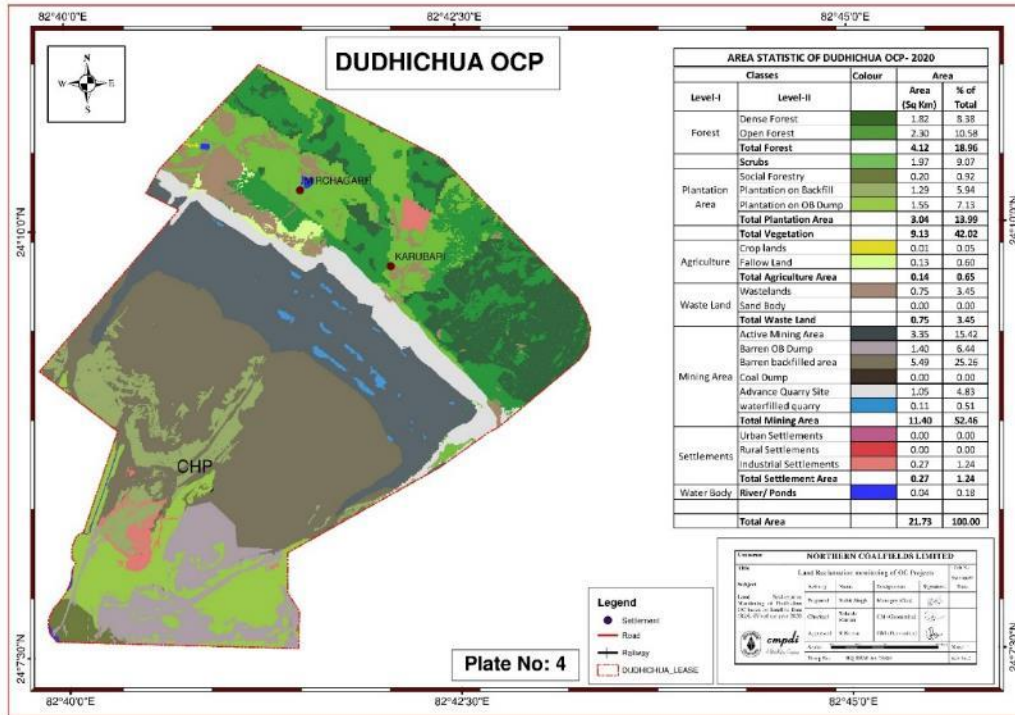 82°40'0"E 82°42'30"E 82°45'0"E
N
W E
S
DUDHICHUA OCP
AREA STATISTIC OF DUDHICHUA OCP- 2020
Classes Colour Area
Level-I Level-II Area (Sq Km) % of Total
Forest
Dense Forest 1.82 8.38
Open Forest 2.30 10.58
Total Forest 4.12 18.96
Scrubs 1.97 9.07
Plantation Area
Social Forestry 0.20 0.92
Plantation on Backfill 1.29 5.94
Plantation on OB Dump 1.55 7.13
Total Plantation Area 3.04 13.99
Total Vegetation 9.13 42.02
Agriculture
Crop lands 0.01 0.05
Fallow Land 0.13 0.60
Total Agriculture Area 0.14 0.65
Waste Land
Wastelands 0.75 3.45
Sand Body 0.00 0.00
Total Waste Land 0.75 3.45
Mining Area
Active Mining Area 3.35 15.42
Barren OB Dump 1.40 6.44
Barren backfilled area 5.49 25.26
Coal Dump 0.00 0.00
Advance Quarry Site 1.05 4.83
waterfilled quarry 0.11 0.51
Total Mining Area 11.40 52.46
Settlements
Urban Settlements 0.00 0.00
Rural Settlements 0.00 0.00
Industrial Settlements 0.27 1.24
Total Settlement Area 0.27 1.24
Water Body River/ Ponds 0.04 0.18
Total Area 21.73 100.00
KARUBARI
CHP
24°10'0"N
24°10'0"N
24°7'30"N
24°7'30"N
Legend
Settlement
Road
Railway
DUDHICHUA_LEASE
Plate No: 4
NORTHERN COALFIELDS LIMITED
Title Land Reclamation monitoring of OC Projects
Subject
cmpdi
82°40'0"E 82°42'30"E 82°45'0"E